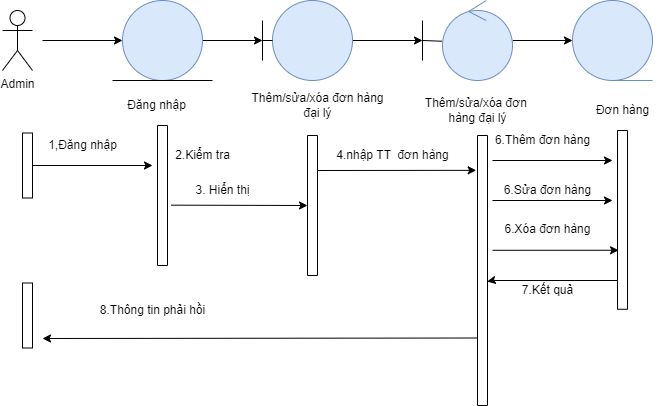 Admin
Đăng nhập
Thêm/sửa/xóa đơn hàng
đại lý
Thêm/sửa/xóa đơn
hàng đại lý
Đơn hàng
1,Đăng nhập
2.Kiểm tra
3. Hiển thị
4.nhập TT đơn hàng
6.Thêm đơn hàng
6.Sửa đơn hàng
6.Xóa đơn hàng
7.Kết quả
8.Thông tin phải hồi